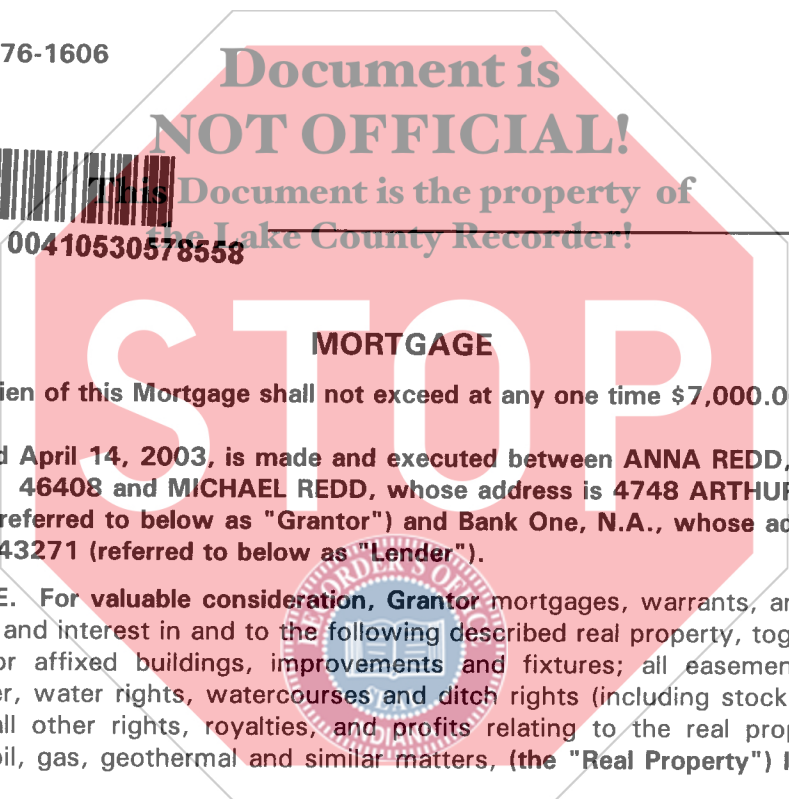 76-1606
Document is
NOT OFFICIAL!
This Document is the property of
the Lake County Recorder!
00410530578558
STOP
MORTGAGE
ien of this Mortgage shall not exceed at any one time $7,000.0
d April 14, 2003, is made and executed between ANNA REDD,
46408 and MICHAEL REDD, whose address is 4748 ARTHUR
referred to below as "Grantor") and Bank One, N.A., whose ad
43271 (referred to below as "Lender").
E. For valuable consideration, Grantor mortgages, warrants, a
and interest in and to the following described real property, tog
or affixed buildings, improvements and fixtures; all easemen
er, water rights, watercourses and ditch rights (including stock
all other rights, royalties, and profits relating to the real prop
oil, gas, geothermal and similar matters, (the "Real Property") l